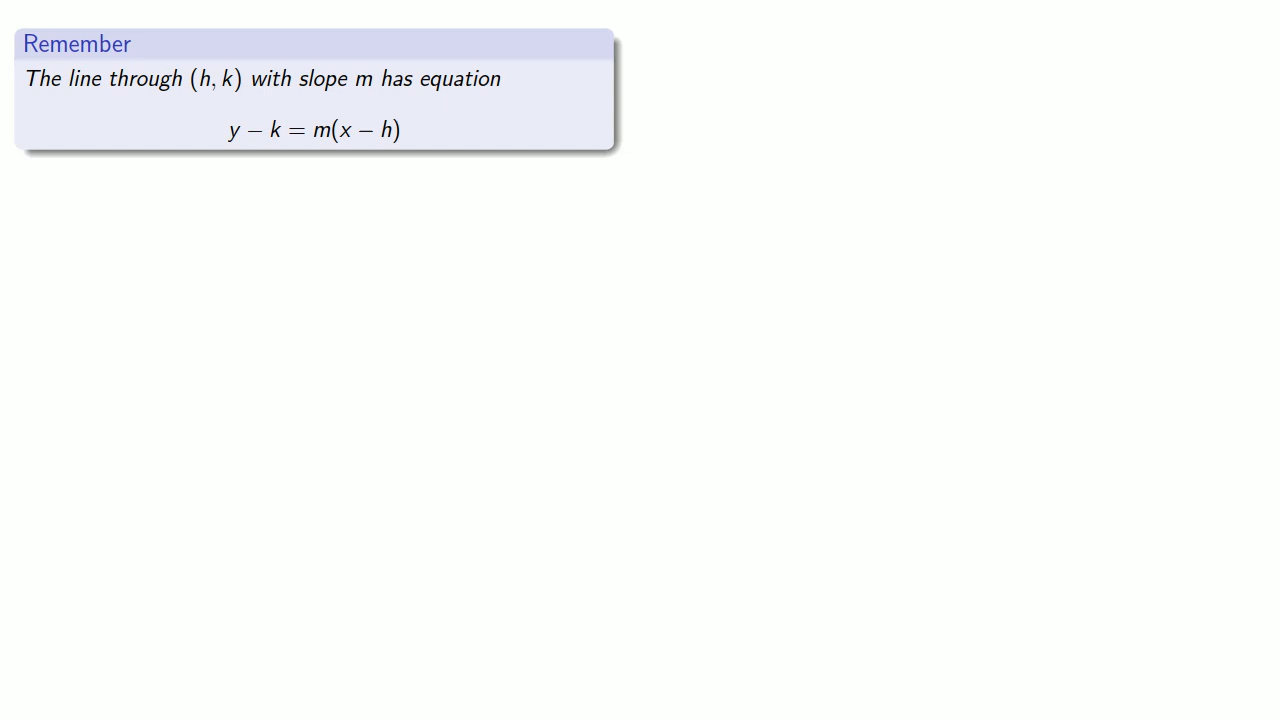 Remember
The line through (h, k) with slope m has equation
y − k = m(x − h)